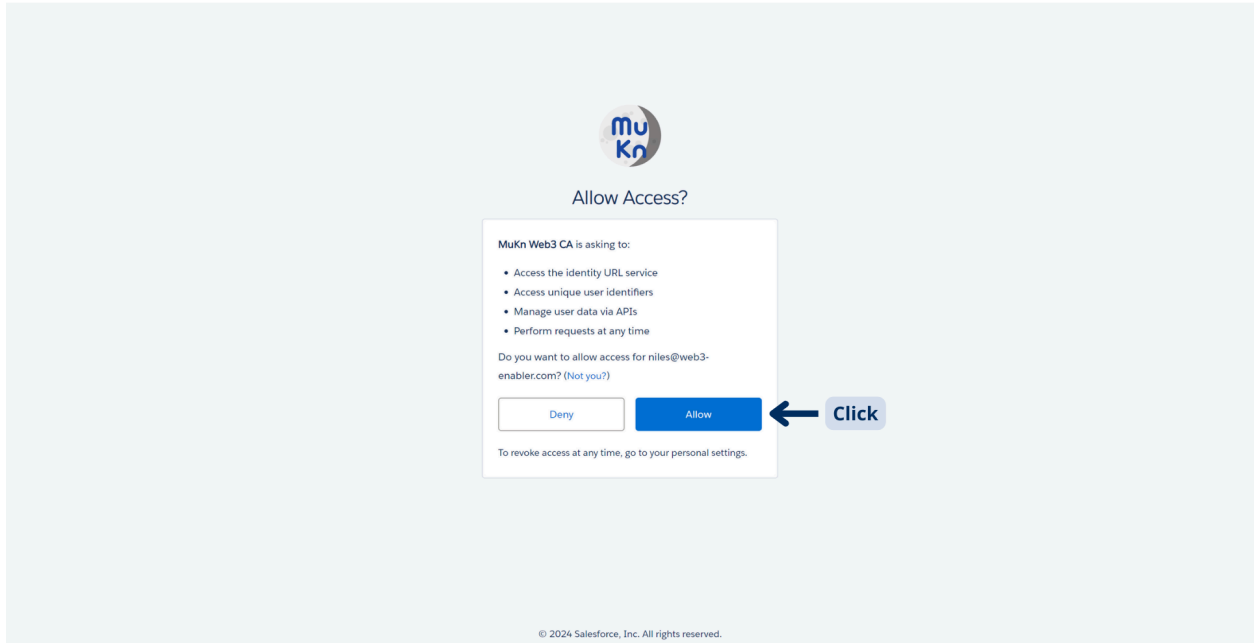 Mu
Kn
Allow Access?
MuKn Web3 CA is asking to:
• Access the identity URL service
• Access unique user identifiers
• Manage user data via APIs
• Perform requests at any time
Do you want to allow access for niles@web3-
enabler.com? (Not you?)
Deny
Allow
Click
To revoke access at any time, go to your personal settings.
© 2024 Salesforce, Inc. All rights reserved.